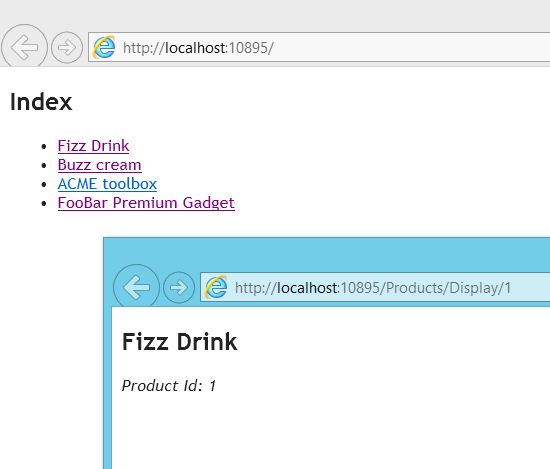 http://localhost:10895/
Index
• Fizz Drink
• Buzz cream
• ACME toolbox
• FooBar Premium Gadget
http://localhost:10895/Products/Display/1
Fizz Drink
Product Id: 1